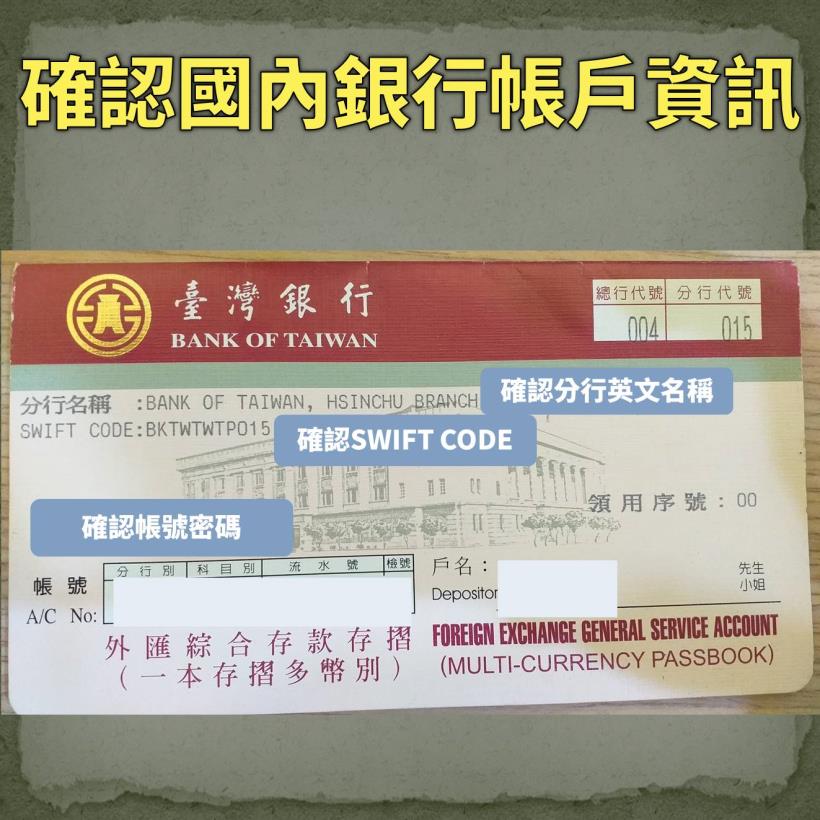 確認國內銀行帳戶資訊
臺灣銀行
BANK OF TAIWAN
總行代號 分行代號
004 015
分行名稱 :BANK OF TAIWAN, HSINCHU BRANCH
確認分行英文名稱
SWIFT CODE:BKTWTWTP015
確認SWIFT CODE
領用序號:00
確認帳號密碼
帳號
A/C No:
分行別 科目別 流水號 檢號
戶名:
Depositor
先生
小姐
外匯綜合存款存摺
(一本存摺多幣別)
FOREIGN EXCHANGE GENERAL SERVICE ACCOUNT
(MULTI-CURRENCY PASSBOOK)